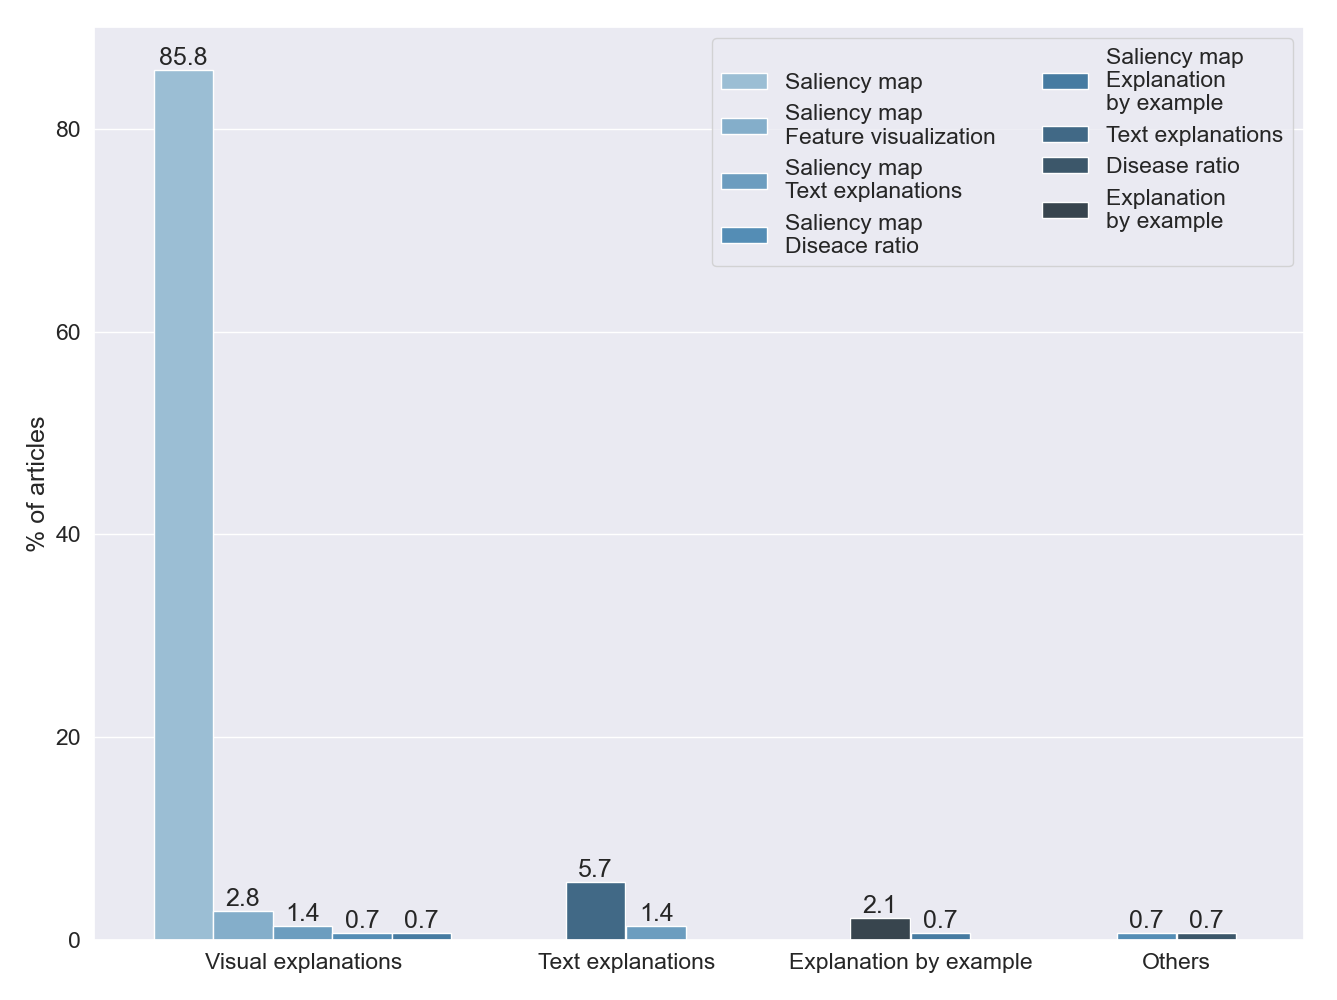 85.8
Saliency map
Saliency map
Feature visualization
Saliency map
Text explanations
Saliency map
Diseace ratio
Saliency map
Explanation
by example
Text explanations
Disease ratio
Explanation
by example
80
60
40
20
0
% of articles
2.8
1.4
0.7
0.7
5.7
1.4
2.1
0.7
0.7
0.7
Visual explanations
Text explanations
Explanation by example
Others